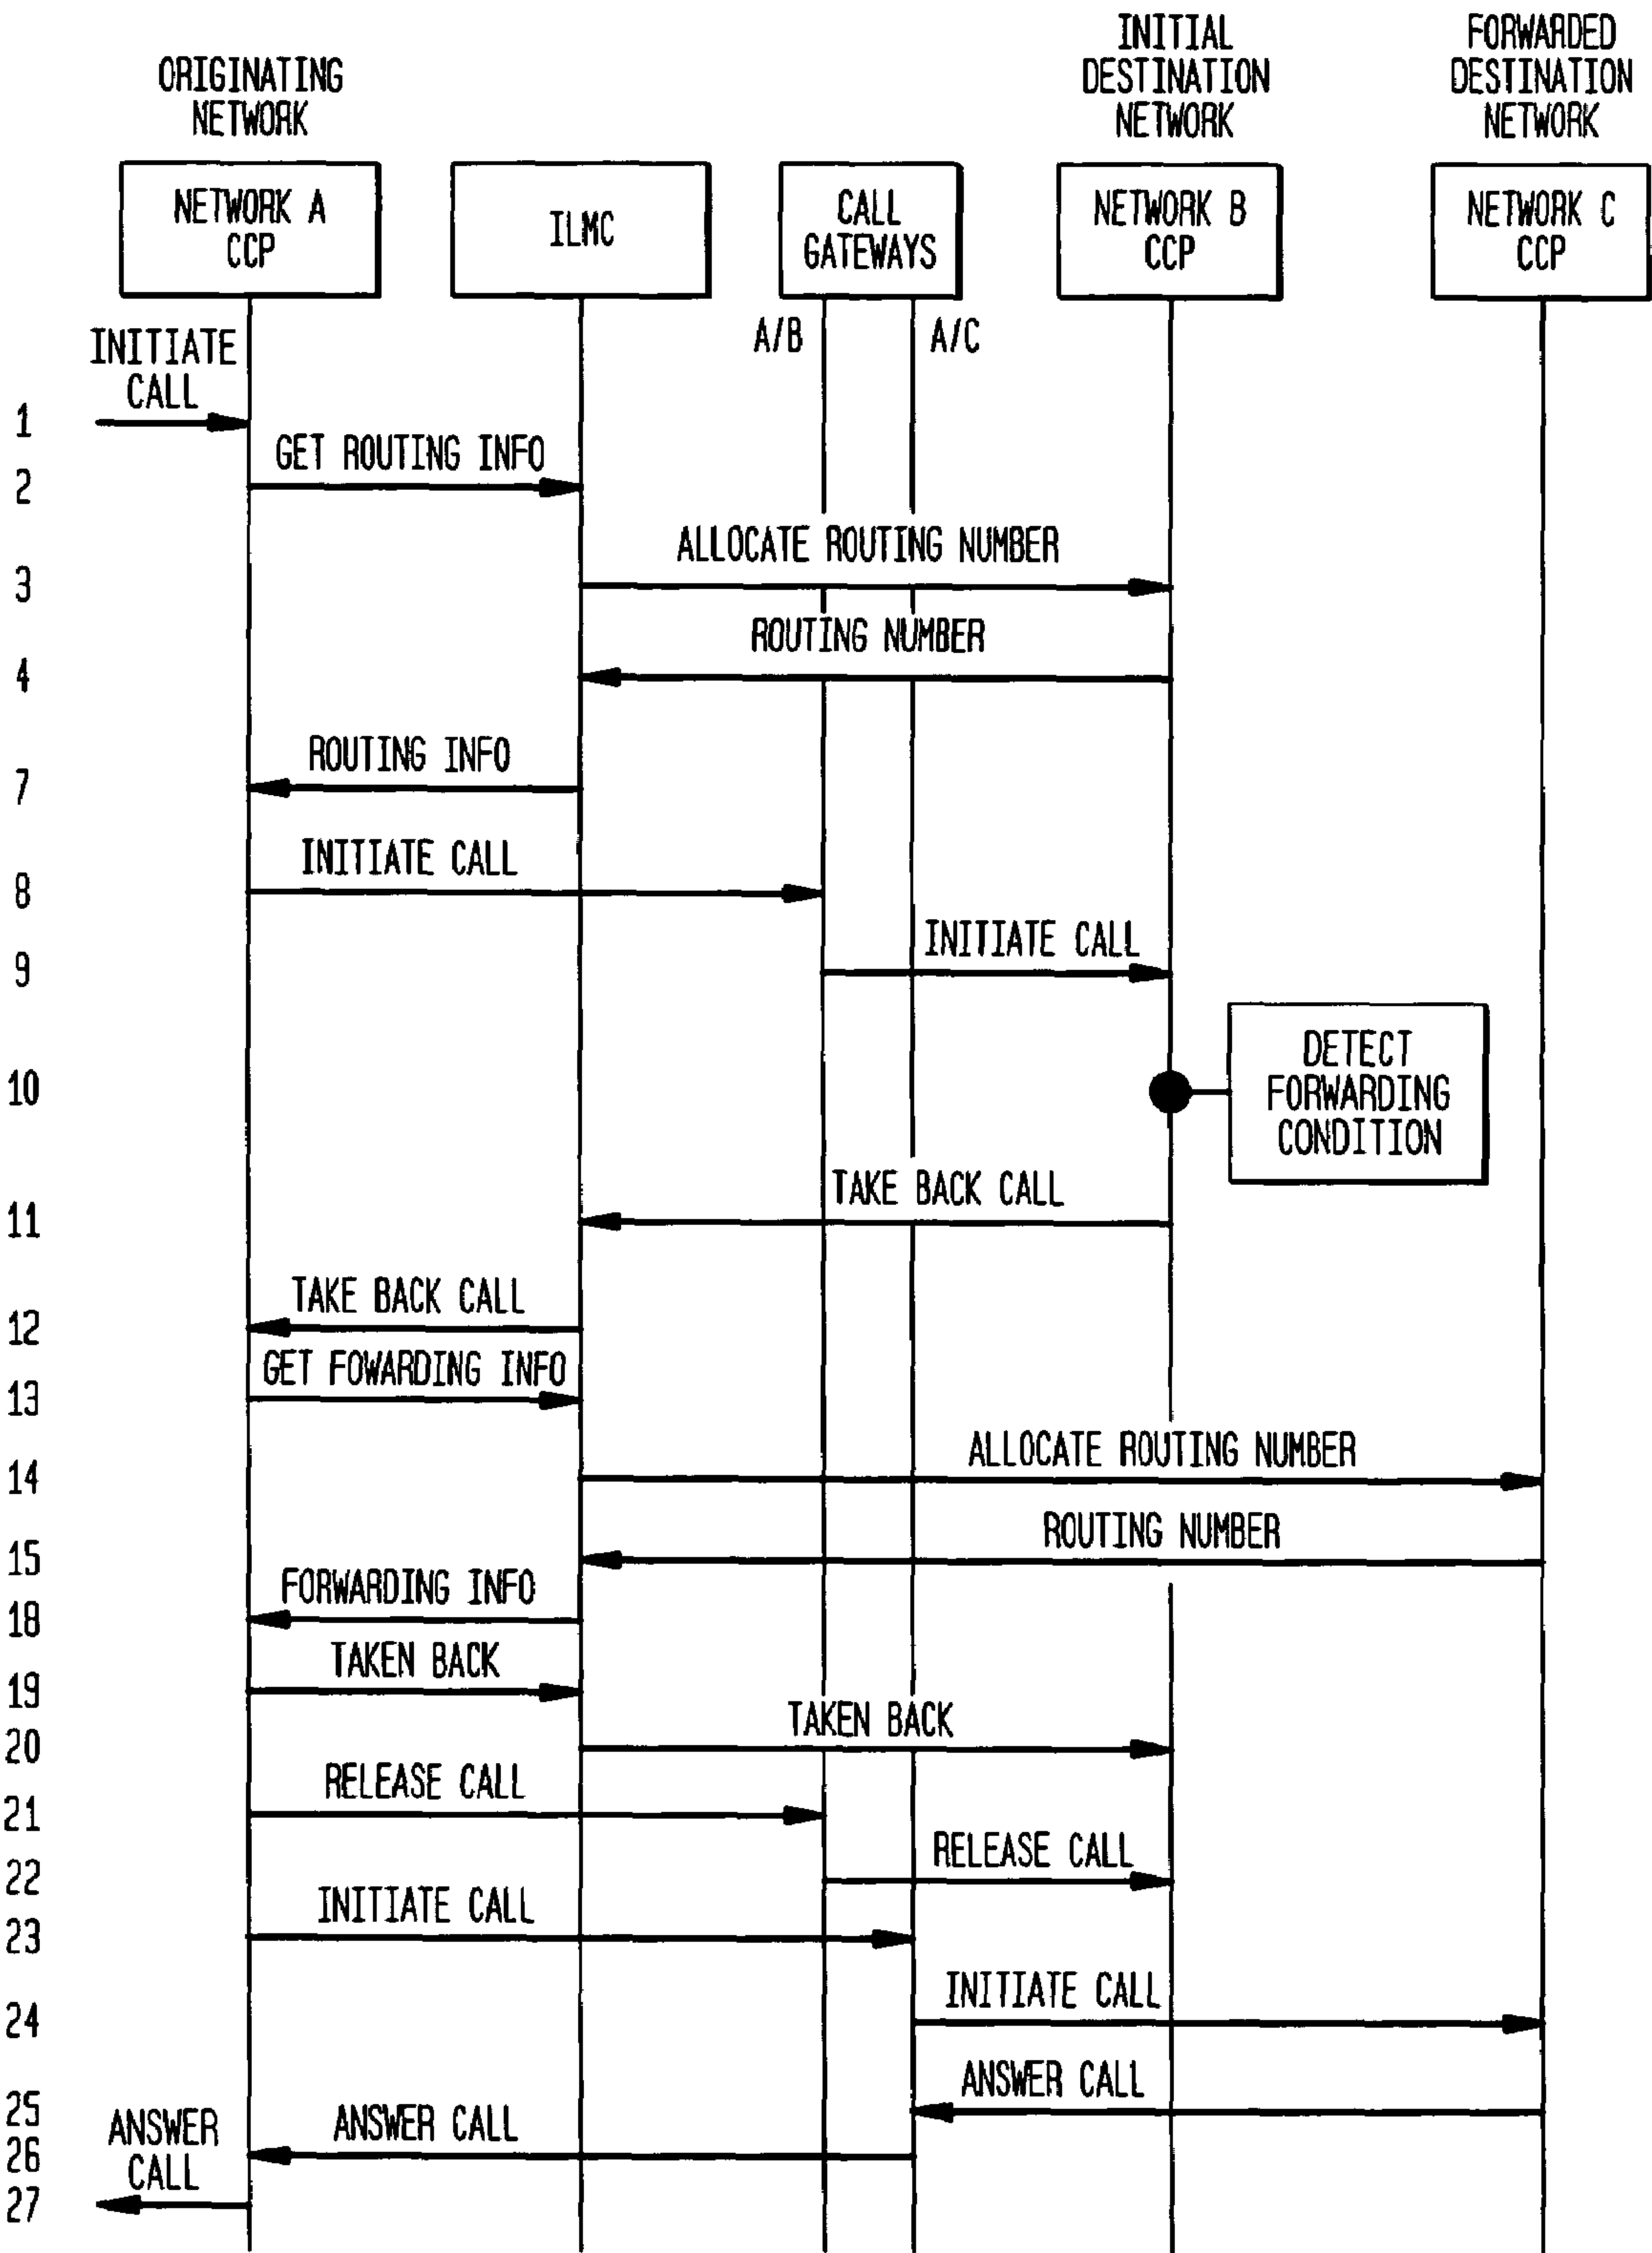 ORIGINATING
NETWORK
INITIAL
DESTINATION
NETWORK
FORWARDED
DESTINATION
NETWORK
NETWORK A
CCP
ILMC
CALL
GATEWAYS
NETWORK B
CCP
NETWORK C
CCP
A/B
A/C
INITIATE
CALL
1
GET ROUTING INFO
2
ALLOCATE ROUTING NUMBER
3
ROUTING NUMBER
4
ROUTING INFO
7
INITIATE CALL
8
INITIATE CALL
9
DETECT
FORWARDING
CONDITION
10
TAKE BACK CALL
11
TAKE BACK CALL
12
GET FOWARDING INFO
13
ALLOCATE ROUTING NUMBER
14
ROUTING NUMBER
15
FORWARDING INFO
18
TAKEN BACK
19
TAKEN BACK
20
RELEASE CALL
21
RELEASE CALL
22
INITIATE CALL
23
INITIATE CALL
24
ANSWER CALL
25
ANSWER CALL
26
ANSWER
CALL
27